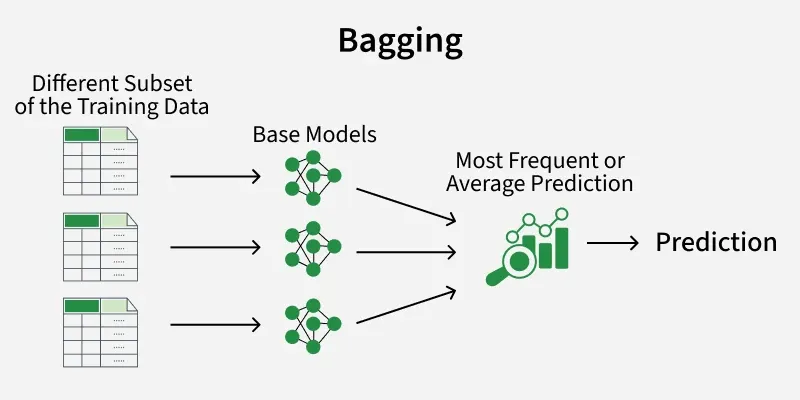 Bagging
Different Subset
of the Training Data
Base Models
Most Frequent or
Average Prediction
Prediction